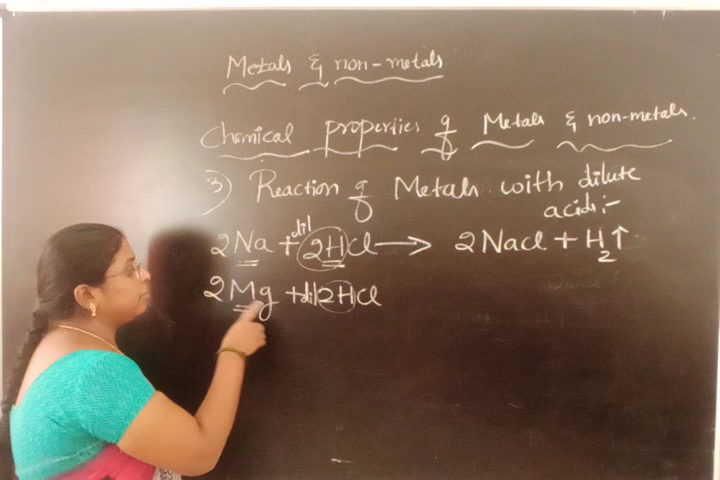 Metals & non-metals
Chemical properties of Metals & non-metals.
3) Reaction of Metals with dilute
acids:-
2Na + dil 2HCl → 2Nacl + H₂↑
2Mg + dil 2HCl